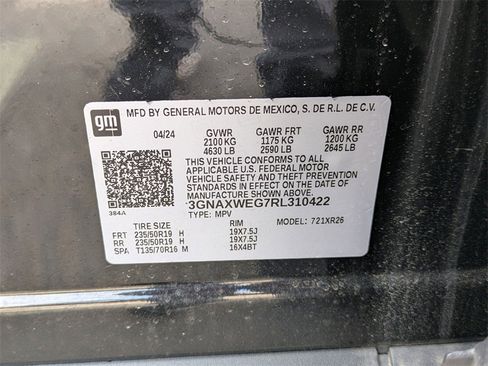 MFD BY GENERAL MOTORS DE MEXICO, S. DE R.L. DE C.V.
gm
04/24 GVWR GAWR FRT GAWR RR
2100 KG 1175 KG 1200 KG
4630 LB 2590 LB 2645 LB
THIS VEHICLE CONFORMS TO ALL
APPLICABLE U.S. FEDERAL MOTOR
VEHICLE SAFETY AND THEFT PREVENTION
STANDARDS IN EFFECT ON THE DATE OF
MANUFACTURE SHOWN ABOVE.
3GNAXWEG7RL310422
384A TYPE: MPV MODEL: 721XR26
TIRE SIZE RIM
FRT 235/50R19 H 19X7.5J
RR 235/50R19 H 19X7.5J
SPA T135/70R16 M 16X4BT